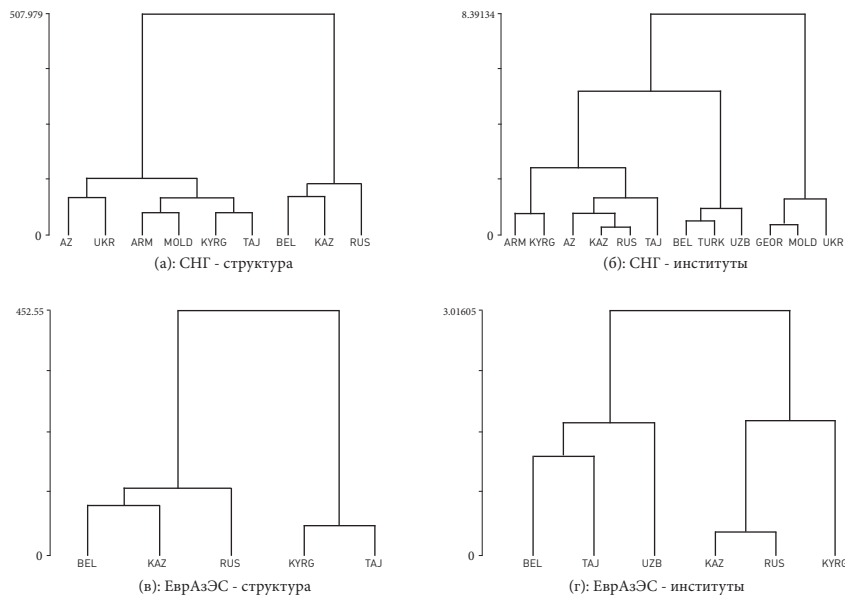 507.979
0
AZ UKR ARM MOLD KYRG TAJ BEL KAZ RUS
(а): СНГ - структура
8.39134
0
ARM KYRG AZ KAZ RUS TAJ BEL TURK UZB GEOR MOLD UKR
(б): СНГ - институты
452.55
0
BEL KAZ RUS KYRG TAJ
(в): ЕврАзЭС - структура
3.01605
0
BEL TAJ UZB KAZ RUS KYRG
(г): ЕврАзЭС - институты